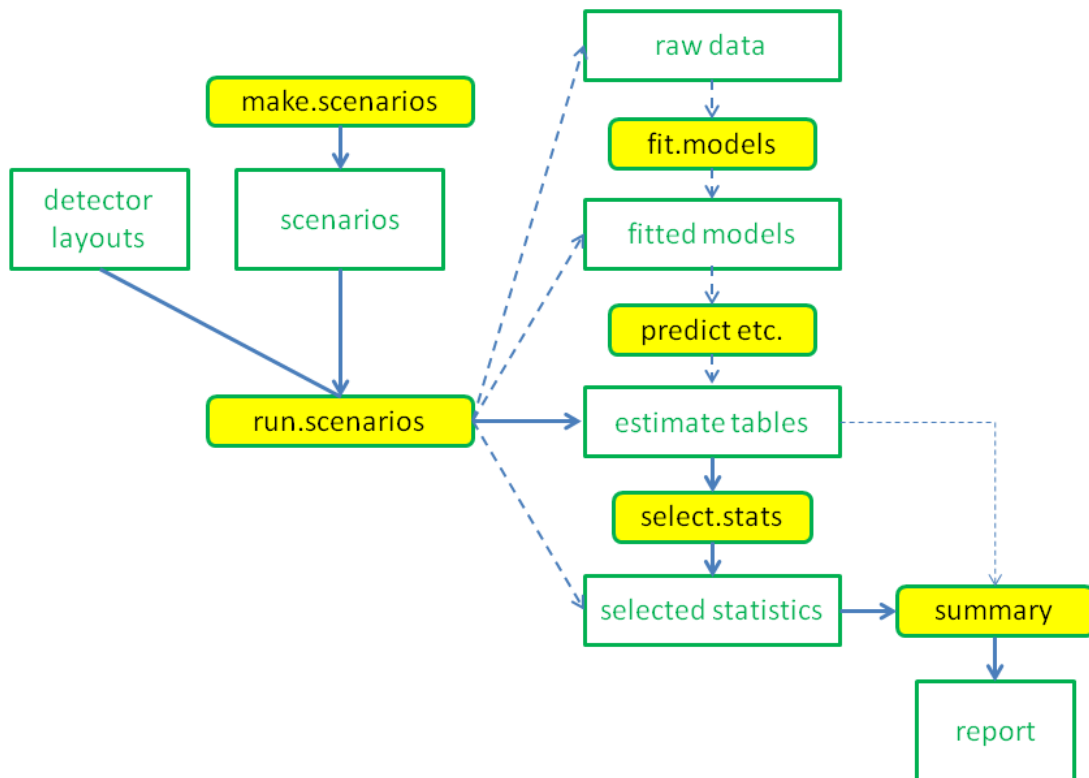 raw data
make.scenarios
fit.models
detector
layouts
scenarios
fitted models
predict etc.
run.scenarios
estimate tables
select.stats
selected statistics
summary
report